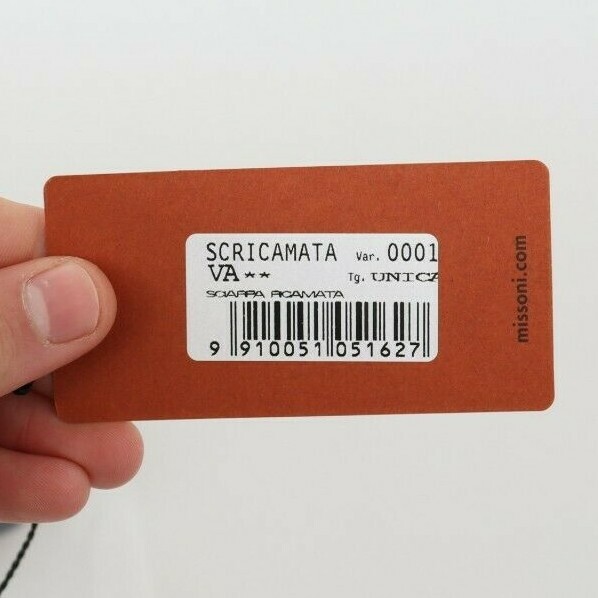 SCRICAMATA Var. 0001
VA ** Tg. UNICA
SCIARPA RICAMATA
9 910051 051627
missoni.com